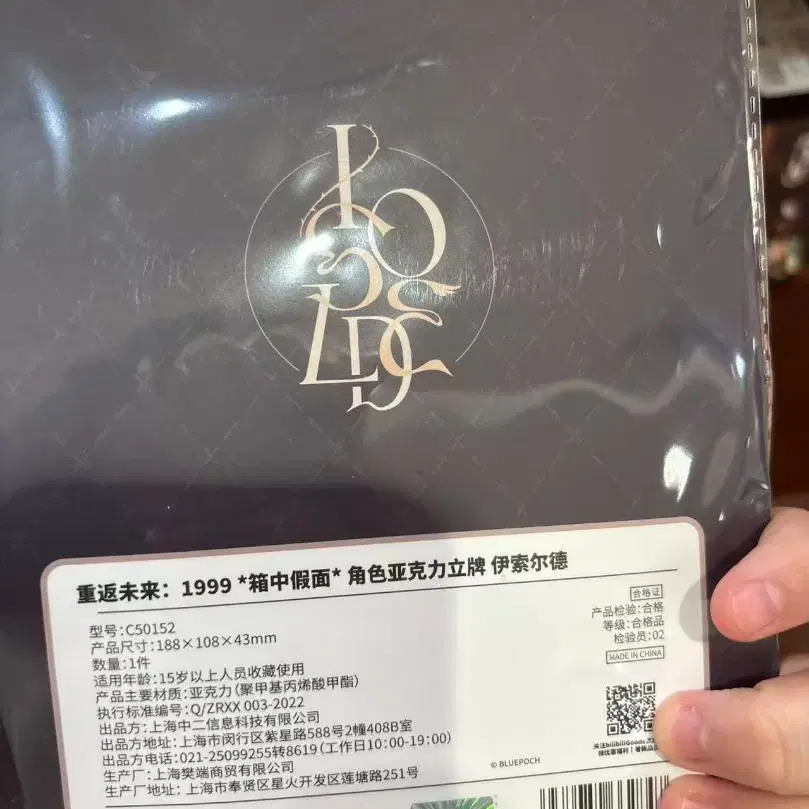 ISOLDE
重返未来：1999 *箱中假面* 角色亚克力立牌 伊索尔德
型号：C50152
产品尺寸：188×108×43mm
数量：1件
适用年龄：15岁以上人员收藏使用
产品主要材质：亚克力（聚甲基丙烯酸甲酯）
执行标准编号：Q/ZRXX 003-2022
出品方：上海中二信息科技有限公司
出品方地址：上海市闵行区紫星路588号2幢408B室
出品方电话：021-25099255转8619（工作日10:00-19:00）
生产厂：上海樊端商贸有限公司
生产厂地址：上海市奉贤区星火开发区莲塘路251号
合格证
产品检验：合格
等级：合格品
检验员：02
MADE IN CHINA
© BLUEPOCH